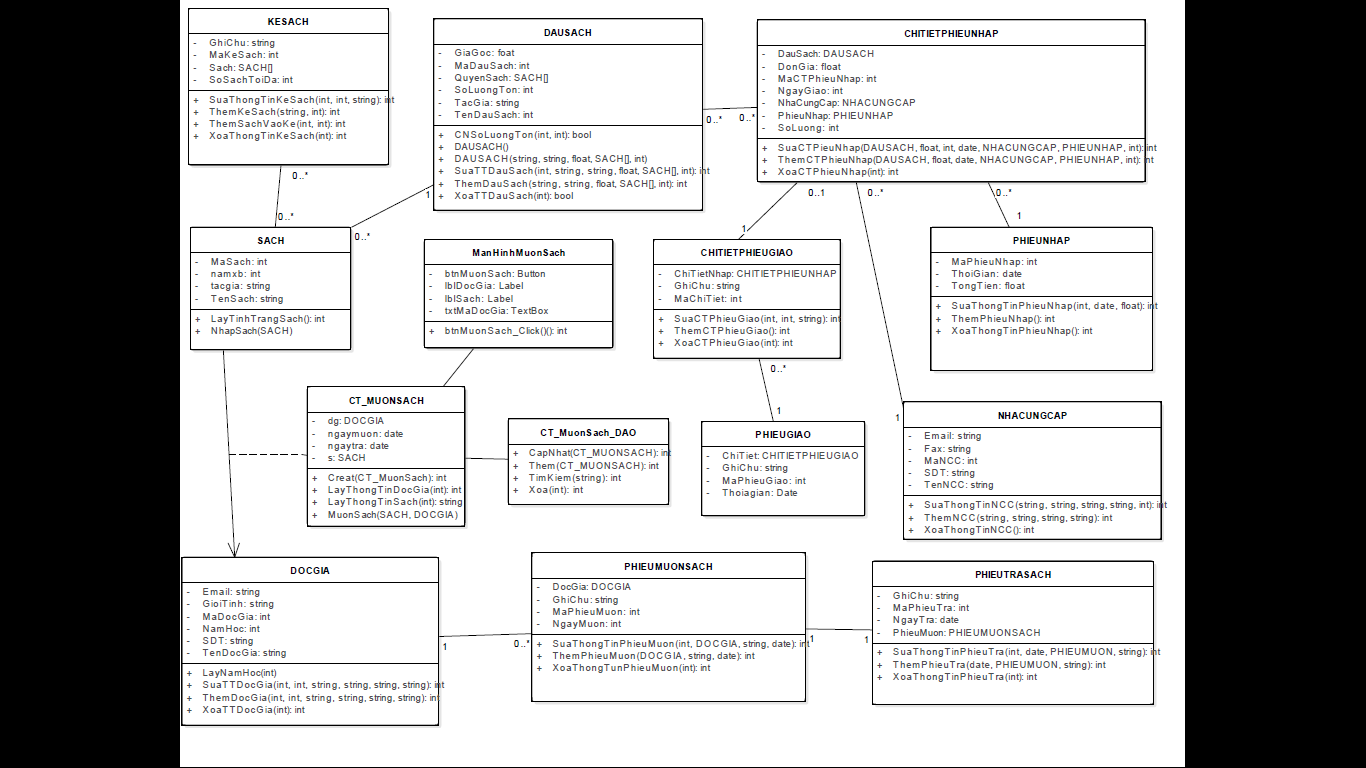 KESACH
- GhiChu: string
- MaKeSach: int
- Sach: SACH[]
- SoSachToiDa: int
+ SuaThongTinKeSach(int, int, string): int
+ ThemKeSach(string, int): int
+ ThemSachVaoKe(int, int): int
+ XoaThongTinKeSach(int): int
0..*
0..*
DAUSACH
- GiaGoc: foat
- MaDauSach: int
- QuyenSach: SACH[]
- SoLuongTon: int
- TacGia: string
- TenDauSach: int
+ CNSoLuongTon(int, int): bool
+ DAUSACH()
+ DAUSACH(string, string, float, SACH[], int)
+ SuaTTDauSach(int, string, string, float, SACH[], int): int
+ ThemDauSach(string, string, float, SACH[], int): int
+ XoaTTDauSach(int): bool
1
0..*
0..*
0..*
CHITIETPHIEUNHAP
- DauSach: DAUSACH
- DonGia: float
- MaCTPhieuNhap: int
- NgayGiao: int
- NhaCungCap: NHACUNGCAP
- PhieuNhap: PHIEUNHAP
- SoLuong: int
+ SuaCTPieuNhap(DAUSACH, float, int, date, NHACUNGCAP, PHIEUNHAP, int): int
+ ThemCTPhieuNhap(DAUSACH, float, date, NHACUNGCAP, PHIEUNHAP, int): int
+ XoaCTPhieuNhap(int): int
0..1
0..*
0..*
1
1
SACH
- MaSach: int
- namxb: int
- tacgia: string
- TenSach: string
+ LayTinhTrangSach(): int
+ NhapSach(SACH)
ManHinhMuonSach
- btnMuonSach: Button
- lblDocGia: Label
- lblSach: Label
- txtMaDocGia: TextBox
+ btnMuonSach_Click()(): int
CHITIETPHIEUGIAO
- ChiTietNhap: CHITIETPHIEUNHAP
- GhiChu: string
- MaChiTiet: int
+ SuaCTPhieuGiao(int, int, string): int
+ ThemCTPhieuGiao(): int
+ XoaCTPhieuGiao(int): int
0..*
1
PHIEUNHAP
- MaPhieuNhap: int
- ThoiGian: date
- TongTien: float
+ SuaThongTinPhieuNhap(int, date, float): int
+ ThemPhieuNhap(): int
+ XoaThongTinPhieuNhap(): int
CT_MUONSACH
- dg: DOCGIA
- ngaymuon: date
- ngaytra: date
- s: SACH
+ Creat(CT_MuonSach): int
+ LayThongTinDocGia(int): int
+ LayThongTinSach(int): string
+ MuonSach(SACH, DOCGIA)
CT_MuonSach_DAO
+ CapNhat(CT_MUONSACH): int
+ Them(CT_MUONSACH): int
+ TimKiem(string): int
+ Xoa(int): int
PHIEUGIAO
- ChiTiet: CHITIETPHIEUGIAO
- GhiChu: string
- MaPhieuGiao: int
- Thoiagian: Date
1
NHACUNGCAP
- Email: string
- Fax: string
- MaNCC: int
- SDT: string
- TenNCC: string
+ SuaThongTinNCC(string, string, string, string, int): int
+ ThemNCC(string, string, string, string): int
+ XoaThongTinNCC(): int
DOCGIA
- Email: string
- GioiTinh: string
- MaDocGia: int
- NamHoc: int
- SDT: string
- TenDocGia: string
+ LayNamHoc(int)
+ SuaTTDocGia(int, int, string, string, string, string): int
+ ThemDocGia(int, int, string, string, string, string): int
+ XoaTTDocGia(int): int
1
0..*
PHIEUMUONSACH
- DocGia: DOCGIA
- GhiChu: string
- MaPhieuMuon: int
- NgayMuon: int
+ SuaThongTinPhieuMuon(int, DOCGIA, string, date): int
+ ThemPhieuMuon(DOCGIA, string, date): int
+ XoaThongTunPhieuMuon(int): int
1
1
PHIEUTRASACH
- GhiChu: string
- MaPhieuTra: int
- NgayTra: date
- PhieuMuon: PHIEUMUONSACH
+ SuaThongTinPhieuTra(int, date, PHIEUMUON, string): int
+ ThemPhieuTra(date, PHIEUMUON, string): int
+ XoaThongTinPhieuTra(int): int